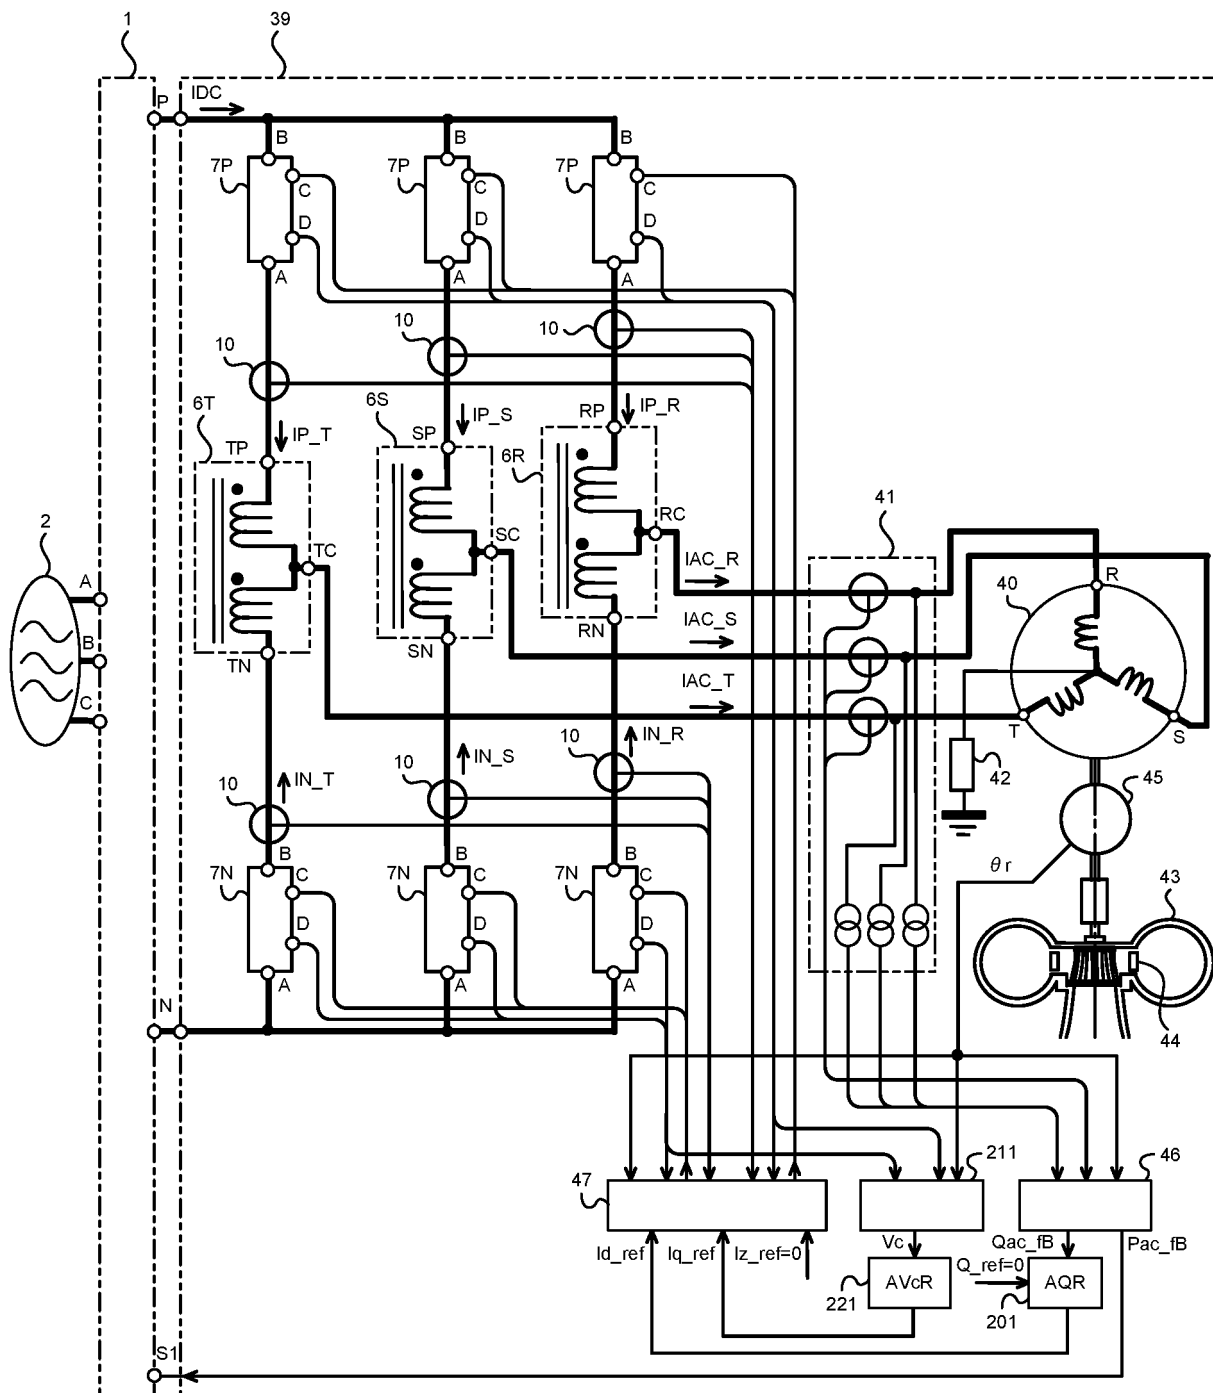 1
39
P
IDC
B
B
B
7P
7P
7P
C
C
C
D
D
D
A
A
A
10
10
10
6T
6S
6R
IP_T
IP_S
IP_R
TP
SP
RP
TC
SC
RC
TN
SN
RN
2
A
B
C
IAC_R
IAC_S
IAC_T
41
40
R
T
S
42
45
θr
43
44
10
10
10
IN_T
IN_S
IN_R
B
B
B
7N
7N
7N
C
C
C
D
D
D
A
A
A
N
47
211
46
Id_ref
Iq_ref
Iz_ref=0
Vc
Qac_fB
Pac_fB
Q_ref=0
AVcR
AQR
221
201
S1